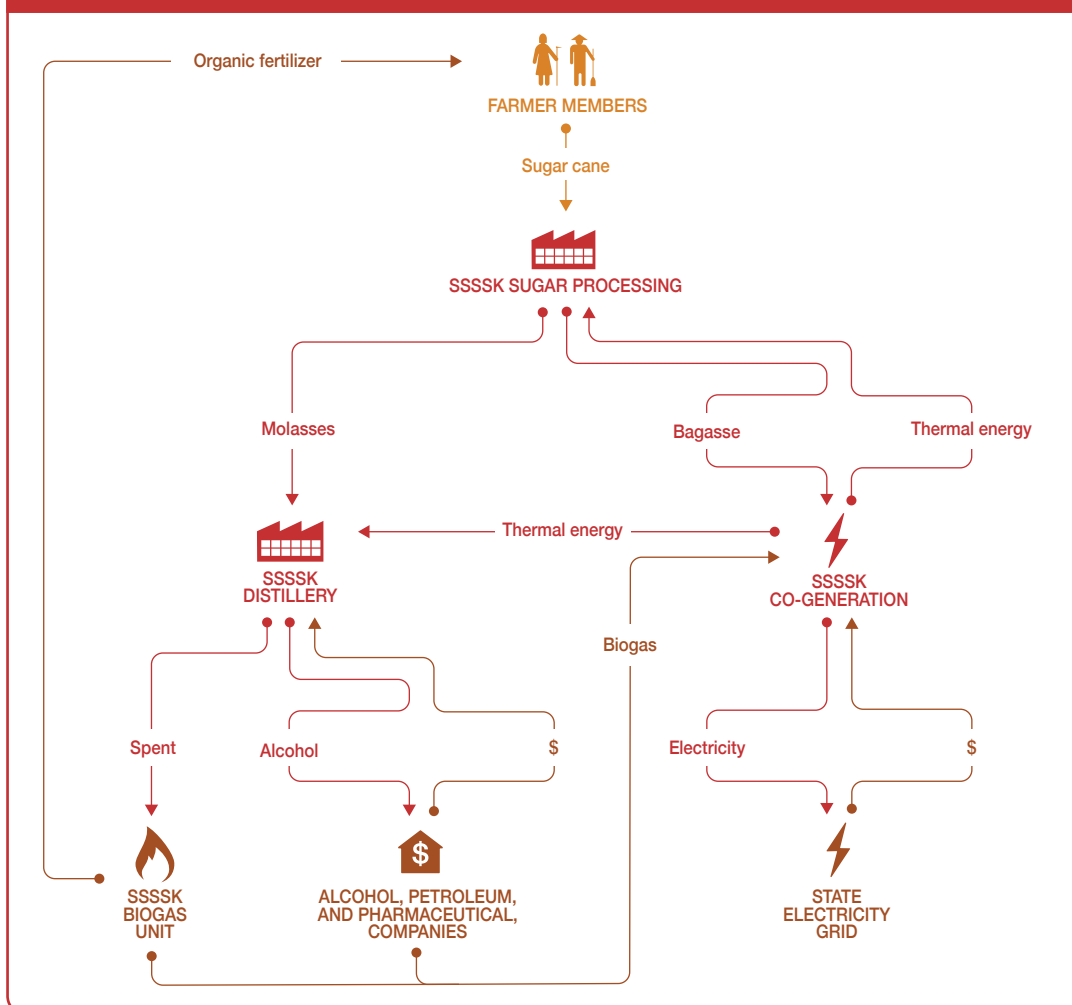 Organic fertilizer
FARMER MEMBERS
Sugar cane
SSSSK SUGAR PROCESSING
Molasses
Bagasse
Thermal energy
Thermal energy
SSSSK
DISTILLERY
SSSSK
CO-GENERATION
Biogas
Spent
Alcohol
$
Electricity
$
$
SSSSK
BIOGAS
UNIT
ALCOHOL, PETROLEUM,
AND PHARMACEUTICAL,
COMPANIES
STATE
ELECTRICITY
GRID